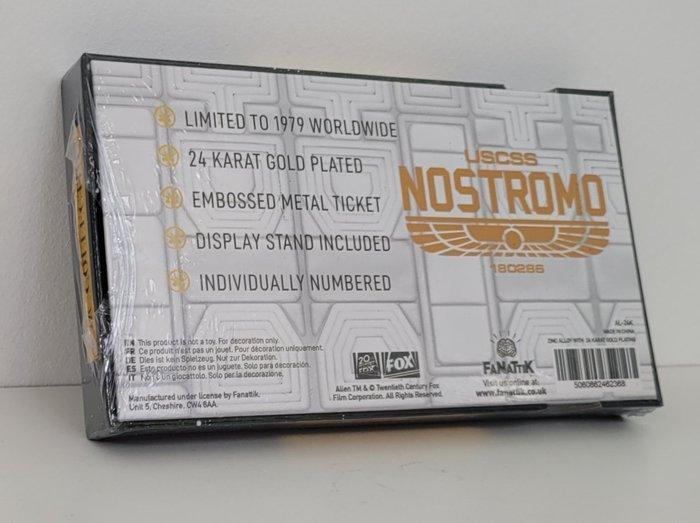 LIMITED TO 1979 WORLDWIDE
24 KARAT GOLD PLATED
EMBOSSED METAL TICKET
DISPLAY STAND INCLUDED
INDIVIDUALLY NUMBERED
USCSS
NOSTROMO
180286
EN This product is not a toy. For decoration only.
FR Ce produit n'est pas un jouet. Pour décoration uniquement.
DE Dies ist kein Spielzeug. Nur zur Dekoration.
ES Esto producto no es un juguete. Solo para decoración.
IT Non è un giocattolo. Solo per la decorazione.
Manufactured under license by Fanattik.
Unit 5, Cheshire, CW4 8AA.
20
FOX
FOX
Alien TM & © Twentieth Century Fox
Film Corporation. All Rights Reserved.
FANATTIK
Visit us online at:
www.fanattik.co.uk
AL-24K
MADE IN CHINA
ZINC ALLOY WITH 24 KARAT GOLD PLATING
5060662462368